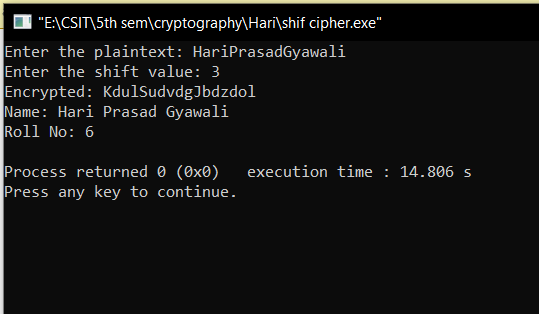 "E:\CSIT\5th sem\cryptography\Hari\shif cipher.exe"
Enter the plaintext: HariPrasadGyawali
Enter the shift value: 3
Encrypted: KdulSudvdgJbdzdol
Name: Hari Prasad Gyawali
Roll No: 6
Process returned 0 (0x0)   execution time : 14.806 s
Press any key to continue.